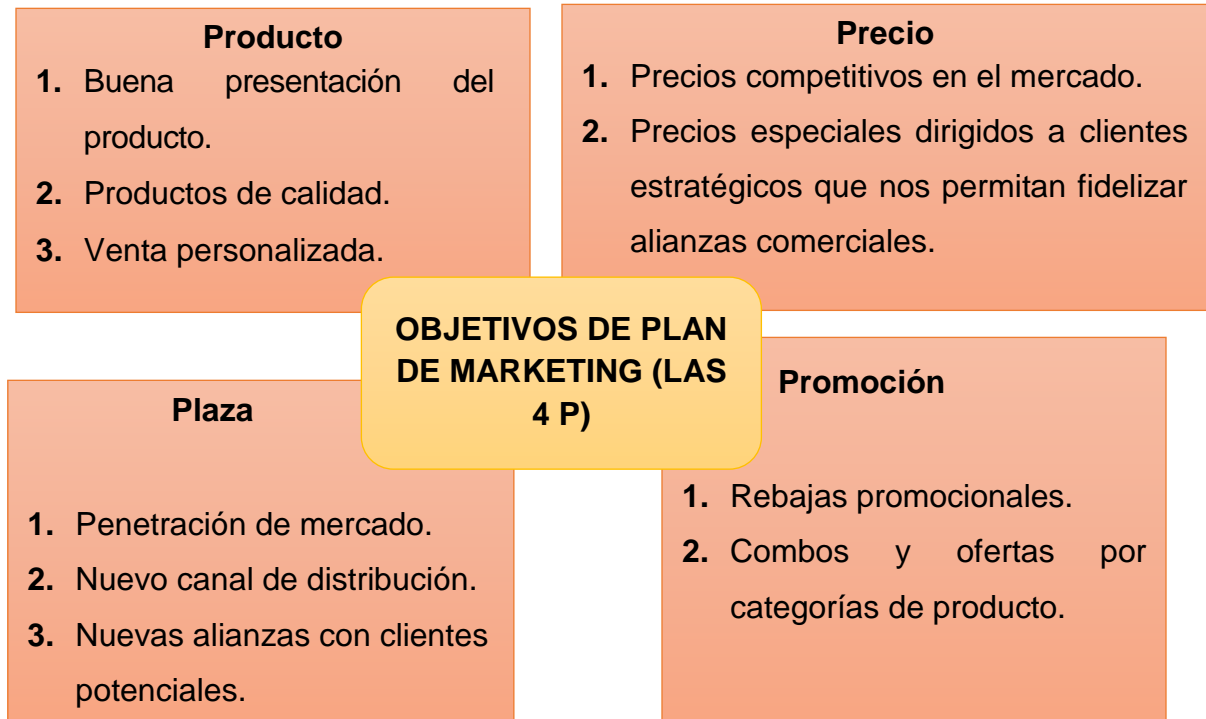 Producto
1. Buena presentación del
producto.
2. Productos de calidad.
3. Venta personalizada.
Precio
1. Precios competitivos en el mercado.
2. Precios especiales dirigidos a clientes
estratégicos que nos permitan fidelizar
alianzas comerciales.
OBJETIVOS DE PLAN
DE MARKETING (LAS
4 P)
Plaza
1. Penetración de mercado.
2. Nuevo canal de distribución.
3. Nuevas alianzas con clientes
potenciales.
Promoción
1. Rebajas promocionales.
2. Combos y ofertas por
categorías de producto.